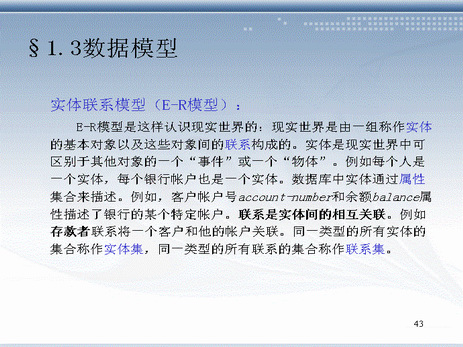 §1.3数据模型
实体联系模型（E-R模型）：
E-R模型是这样认识现实世界的：现实世界是由一组称作实体
的基本对象以及这些对象间的联系构成的。实体是现实世界中可
区别于其他对象的一个“事件”或一个“物体”。例如每个人是
一个实体，每个银行帐户也是一个实体。数据库中实体通过属性
集合来描述。例如，客户帐户号account-number和余额balance属
性描述了银行的某个特定帐户。联系是实体间的相互关联。例如
存款者联系将一个客户和他的帐户关联。同一类型的所有实体的
集合称作实体集，同一类型的所有联系的集合称作联系集。
43